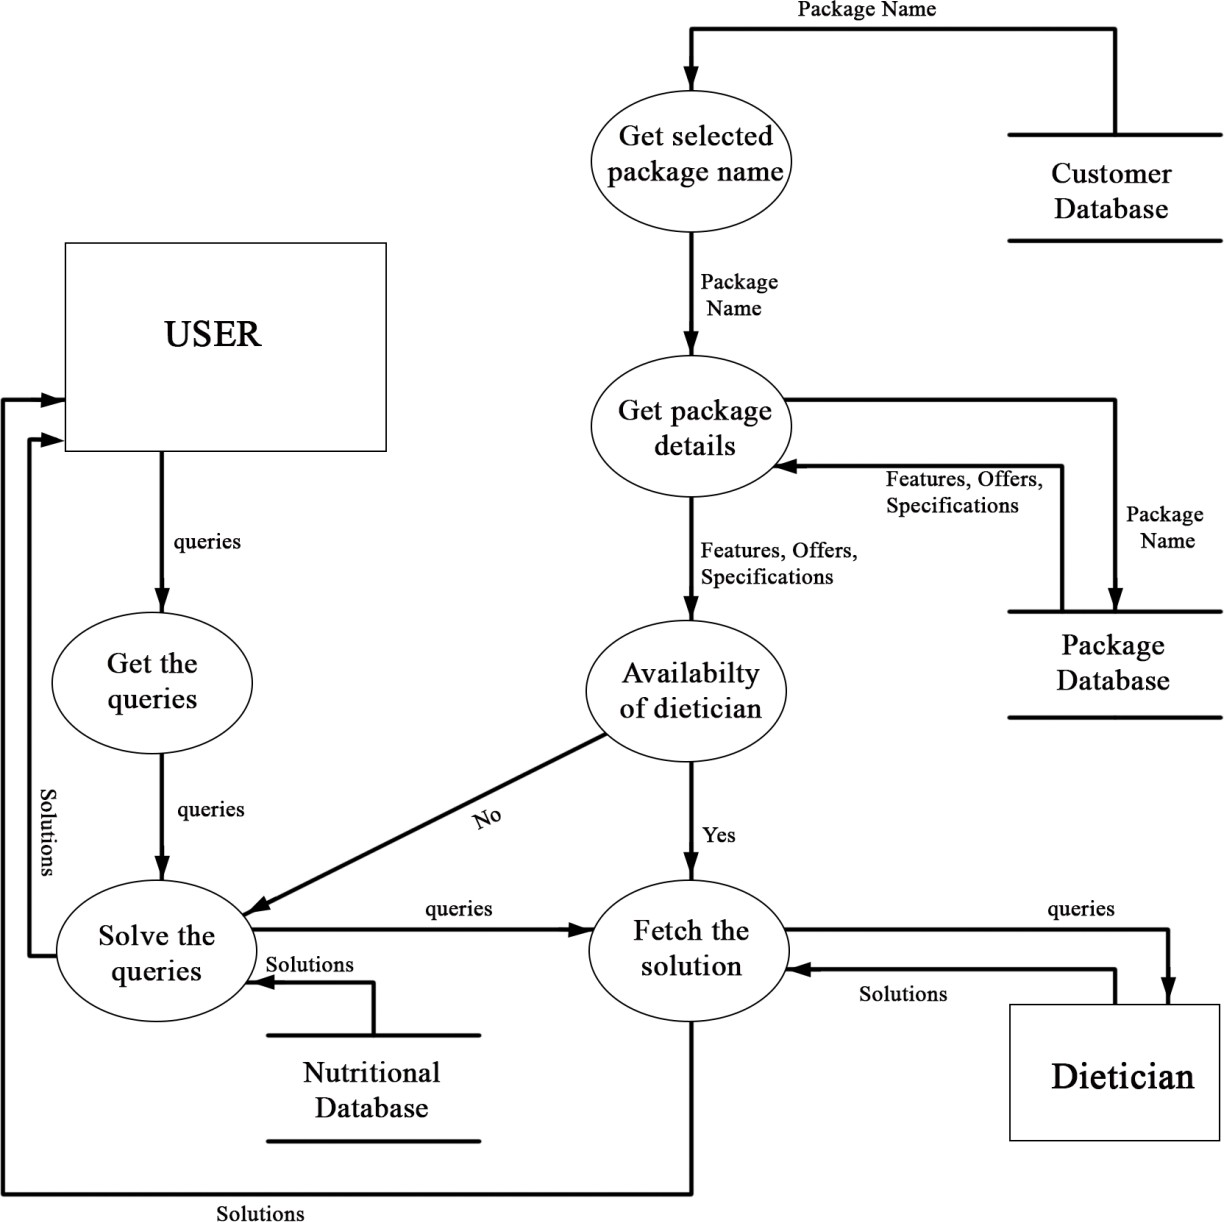 Package Name
Get selected
package name
Customer
Database
Package
Name
USER
Get package
details
Features, Offers,
Specifications
Package
Name
queries
Features, Offers,
Specifications
Get the
queries
Availabilty
of dietician
Package
Database
Solutions
queries
No
Yes
Solve the
queries
queries
Fetch the
solution
queries
Solutions
Solutions
Nutritional
Database
Dietician
Solutions